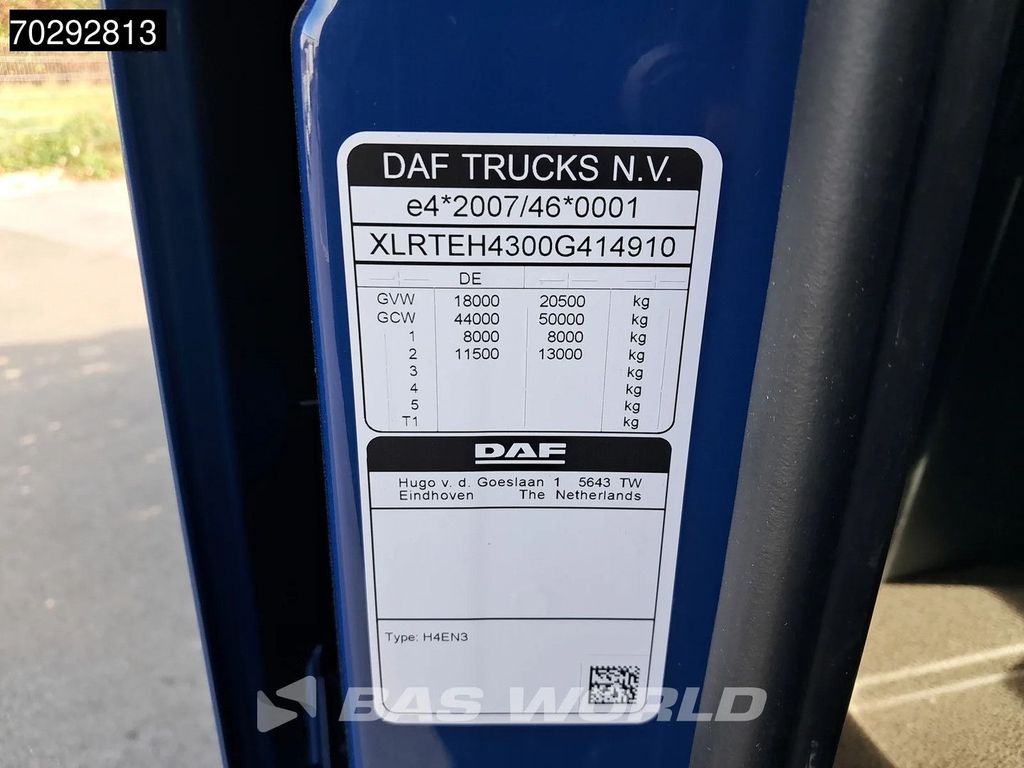 70292813
DAF TRUCKS N.V.
e4*2007/46*0001
XLRTEH4300G414910
DE
GVW 18000 20500 kg
GCW 44000 50000 kg
1 8000 8000 kg
2 11500 13000 kg
3 kg
4 kg
5 kg
T1 kg
DAF
Hugo v. d. Goeslaan 1 5643 TW
Eindhoven The Netherlands
Type: H4EN3
BAS WORLD